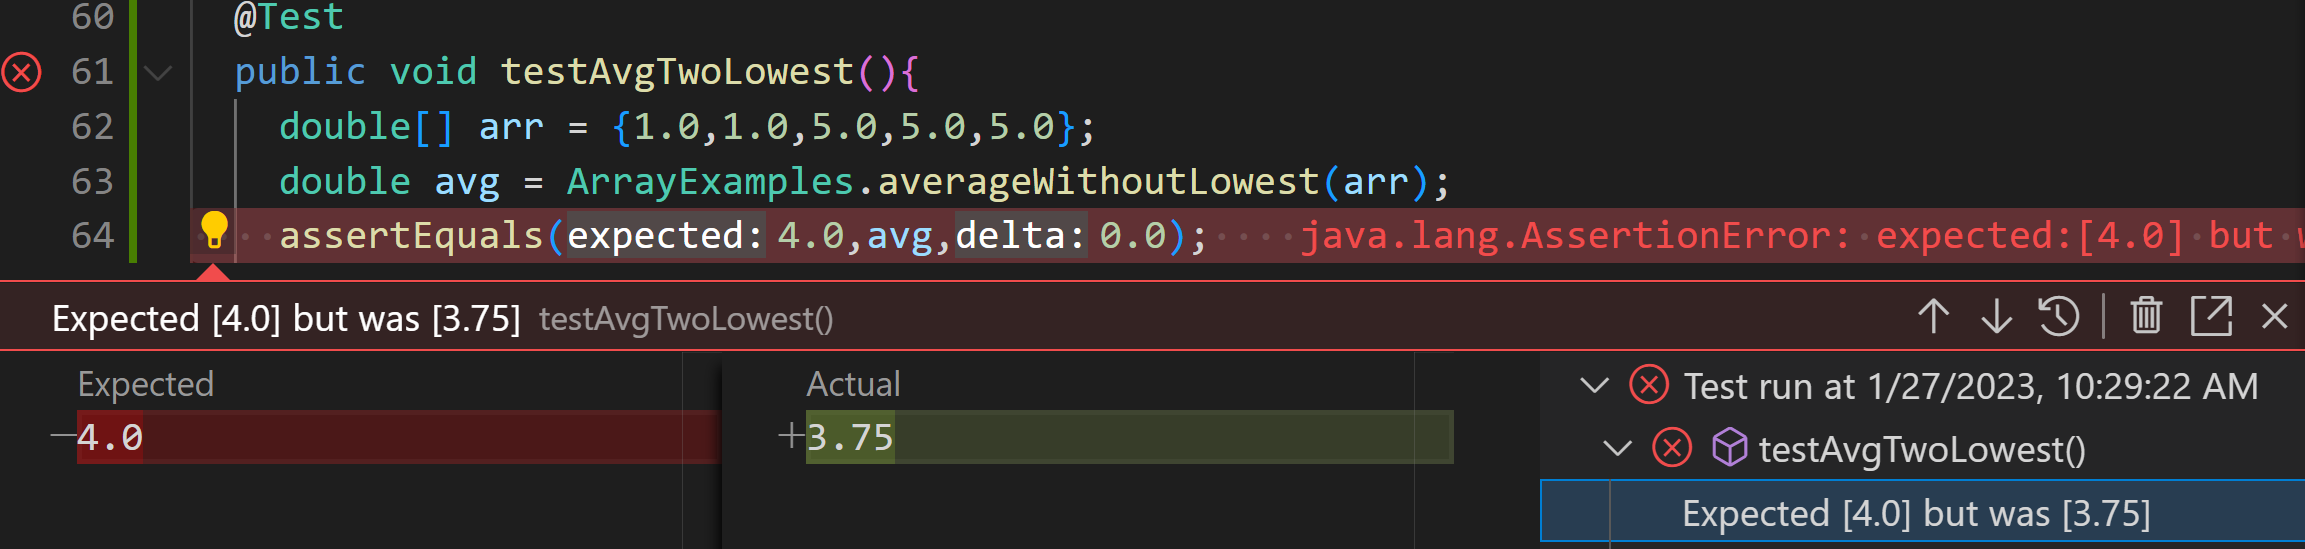 60 @Test
61 public void testAvgTwoLowest(){
62 double[] arr = {1.0,1.0,5.0,5.0,5.0};
63 double avg = ArrayExamples.averageWithoutLowest(arr);
64 assertEquals(expected: 4.0,avg,delta: 0.0); java.lang.AssertionError: expected:[4.0] but
Expected [4.0] but was [3.75] testAvgTwoLowest()
Expected
4.0
Actual
3.75
Test run at 1/27/2023, 10:29:22 AM
testAvgTwoLowest()
Expected [4.0] but was [3.75]